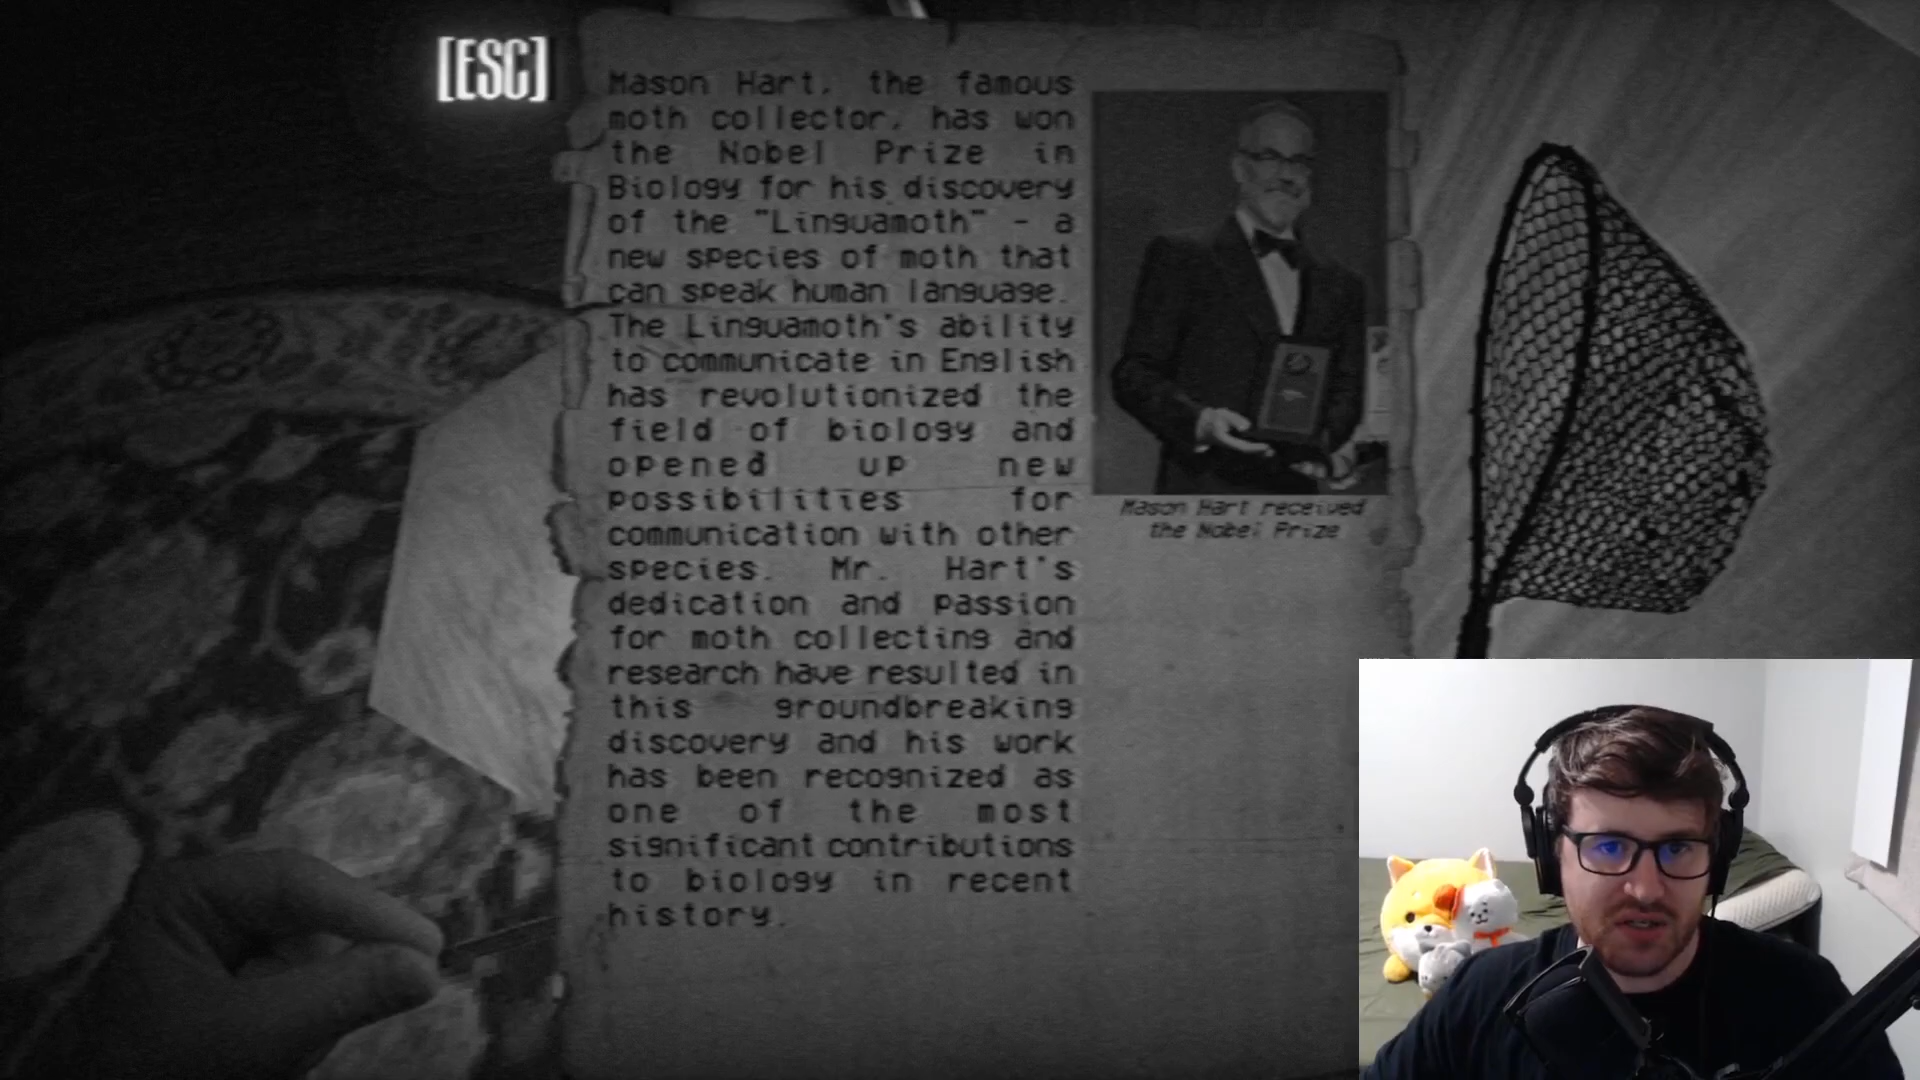 [ESC]
Mason Hart, the famous
moth collector, has won
the Nobel Prize in
Biology for his discovery
of the "Linguamoth" - a
new species of moth that
can speak human language.
The Linguamoth's ability
to communicate in English
has revolutionized the
field of biology and
opened up new
possibilities for
communication with other
species. Mr. Hart's
dedication and passion
for moth collecting and
research have resulted in
this groundbreaking
discovery and his work
has been recognized as
one of the most
significant contributions
to biology in recent
history.
Mason Hart received
the Nobel Prize